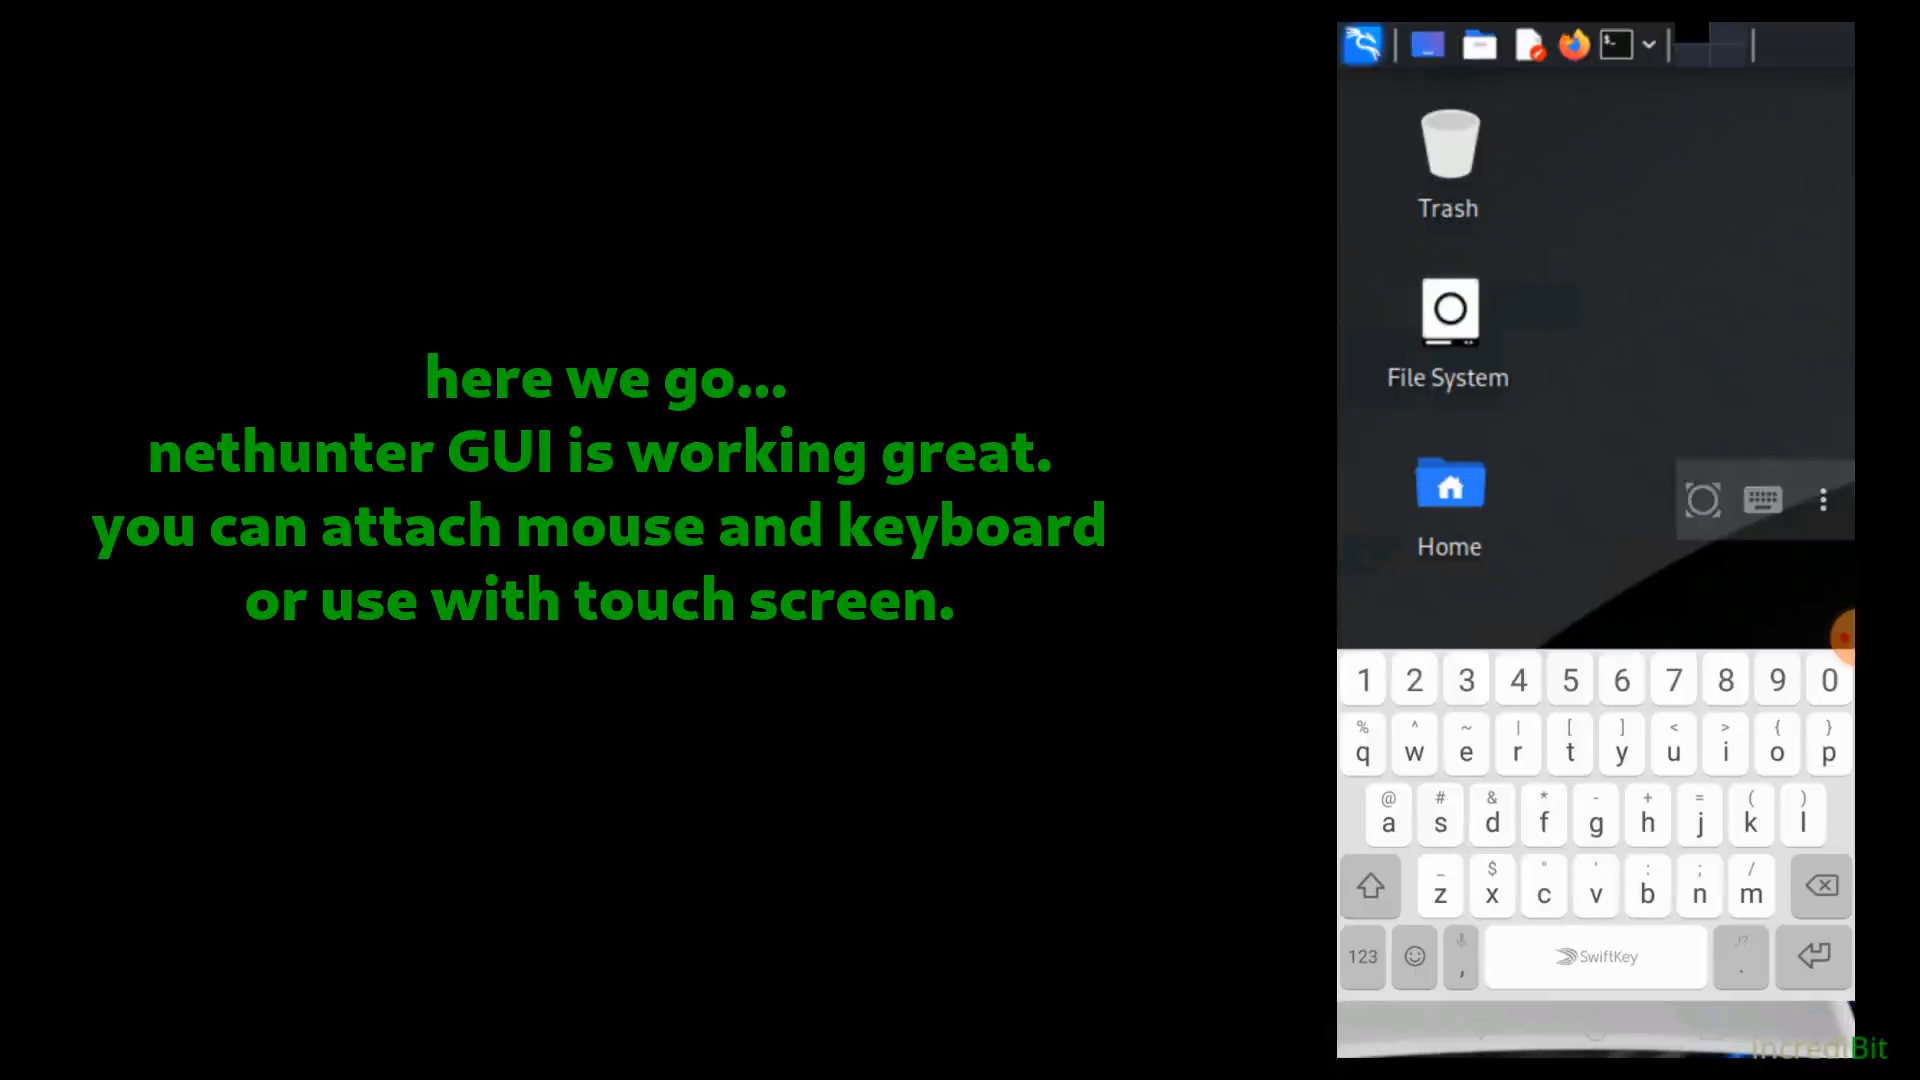 here we go...
nethunter GUI is working great.
you can attach mouse and keyboard
or use with touch screen.
$-
Trash
File System
Home
1 2 3 4 5 6 7 8 9 0
% ^ ~ | [ ] < > { }
q w e r t y u i o p
@ # & * - + = ( )
a s d f g h j k l
_ $ " ' : ; /
z x c v b n m
123 , SwiftKey ,!? .
incrediBit